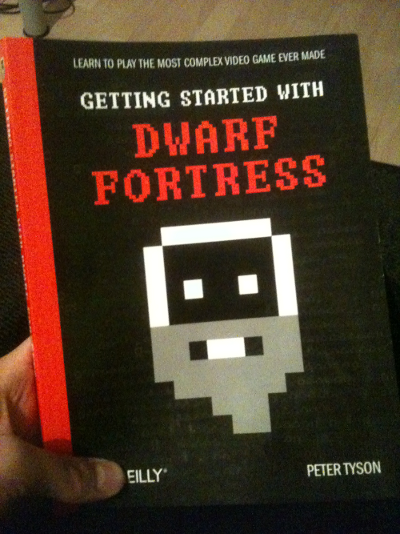 LEARN TO PLAY THE MOST COMPLEX VIDEO GAME EVER MADE
GETTING STARTED WITH
DWARF
FORTRESS
EILLY®
PETER TYSON